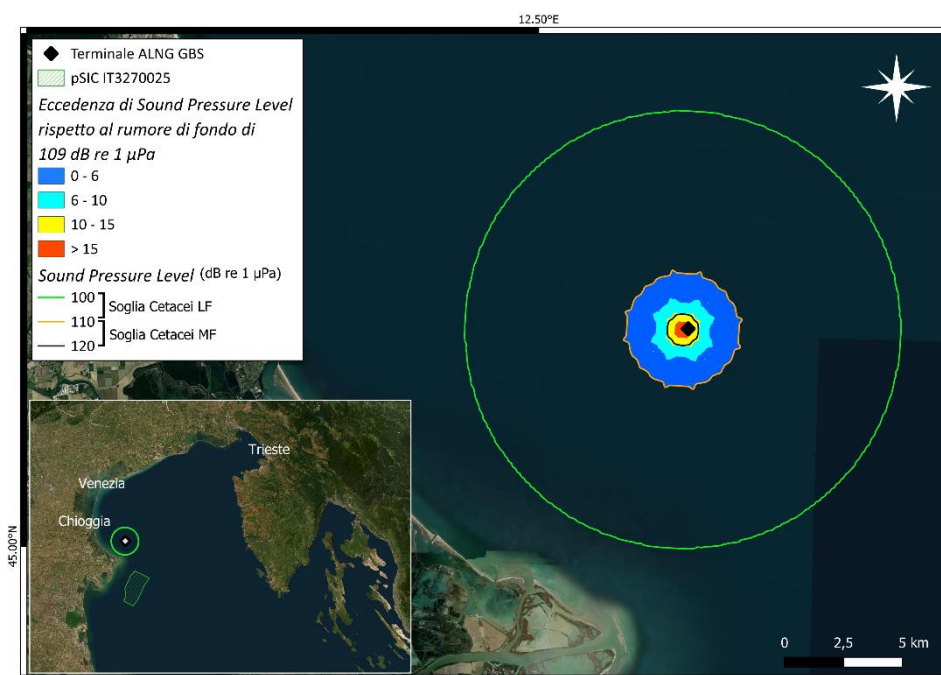 12.50°E
Terminale ALNG GBS
pSIC IT3270025
Eccedenza di Sound Pressure Level
rispetto al rumore di fondo di
109 dB re 1 µPa
0 - 6
6 - 10
10 - 15
> 15
Sound Pressure Level (dB re 1 µPa)
100
Soglia Cetacei LF
110
Soglia Cetacei MF
120
Trieste
Venezia
Chioggia
45.00°N
0 2,5 5 km